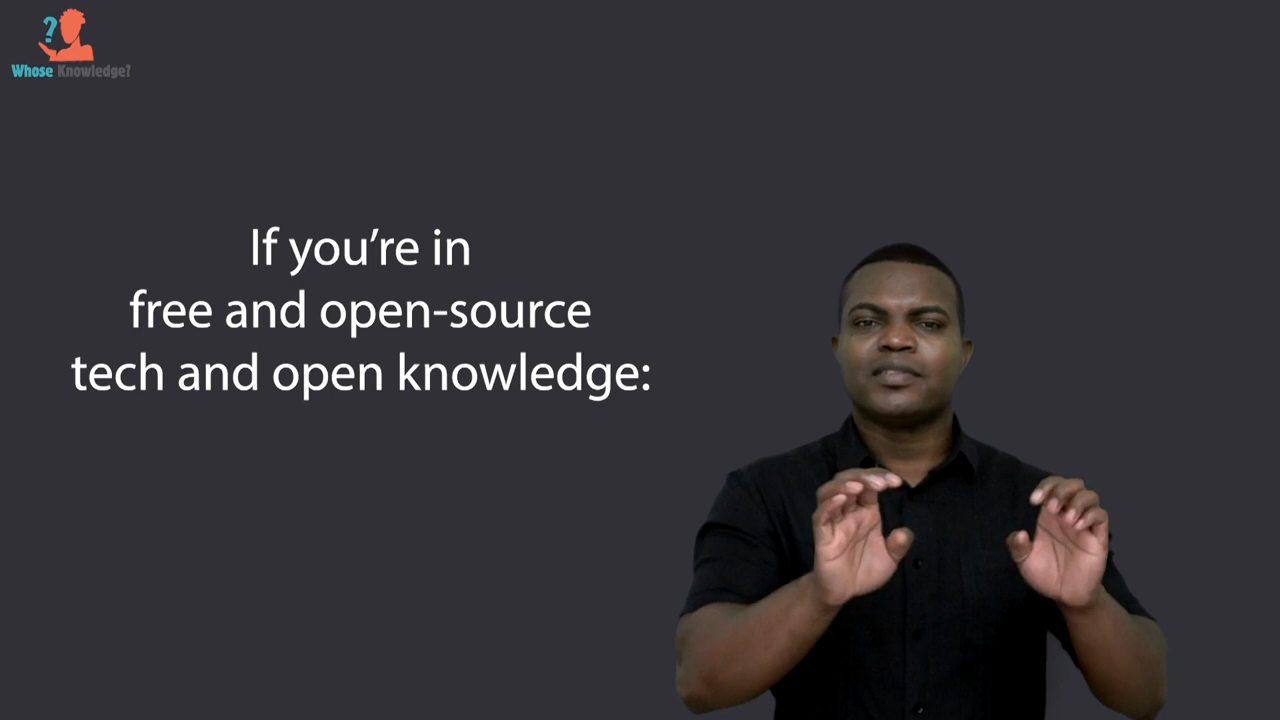 Whose Knowledge?
If you’re in
free and open-source
tech and open knowledge: